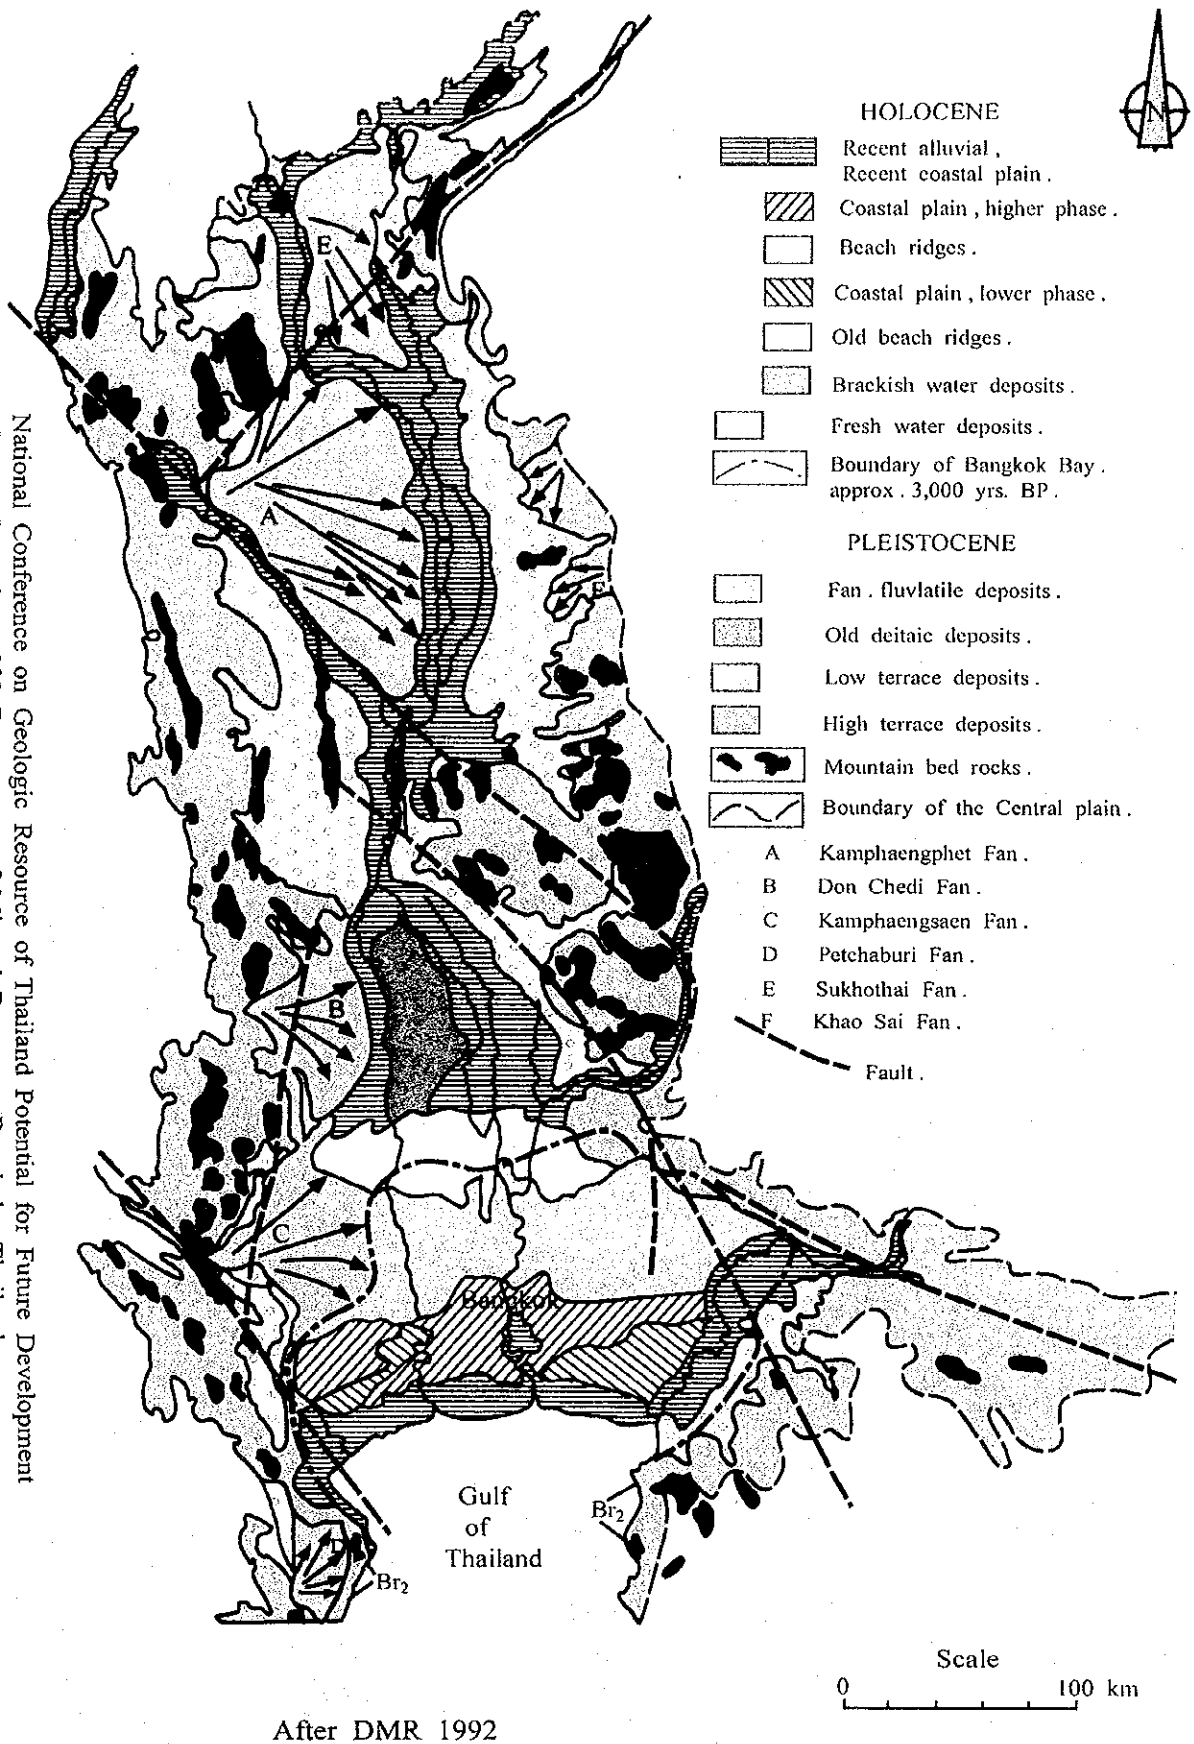 N
HOLOCENE
Recent alluvial ,
Recent coastal plain .
Coastal plain , higher phase .
Beach ridges .
Coastal plain , lower phase .
Old beach ridges .
Brackish water deposits .
Fresh water deposits .
Boundary of Bangkok Bay .
approx . 3,000 yrs. BP .
PLEISTOCENE
Fan . fluvlatile deposits .
Old deitaic deposits .
Low terrace deposits .
High terrace deposits .
Mountain bed rocks .
Boundary of the Central plain .
A Kamphaengphet Fan .
B Don Chedi Fan .
C Kamphaengsaen Fan .
D Petchaburi Fan .
E Sukhothai Fan .
F Khao Sai Fan .
Fault .
E
A
F
B
C
Bangkok
Gulf
of
Thailand
Br2
D
Br2
Scale
0 100 km
After DMR 1992
National Conference on Geologic Resource of Thailand Potential for Future Development